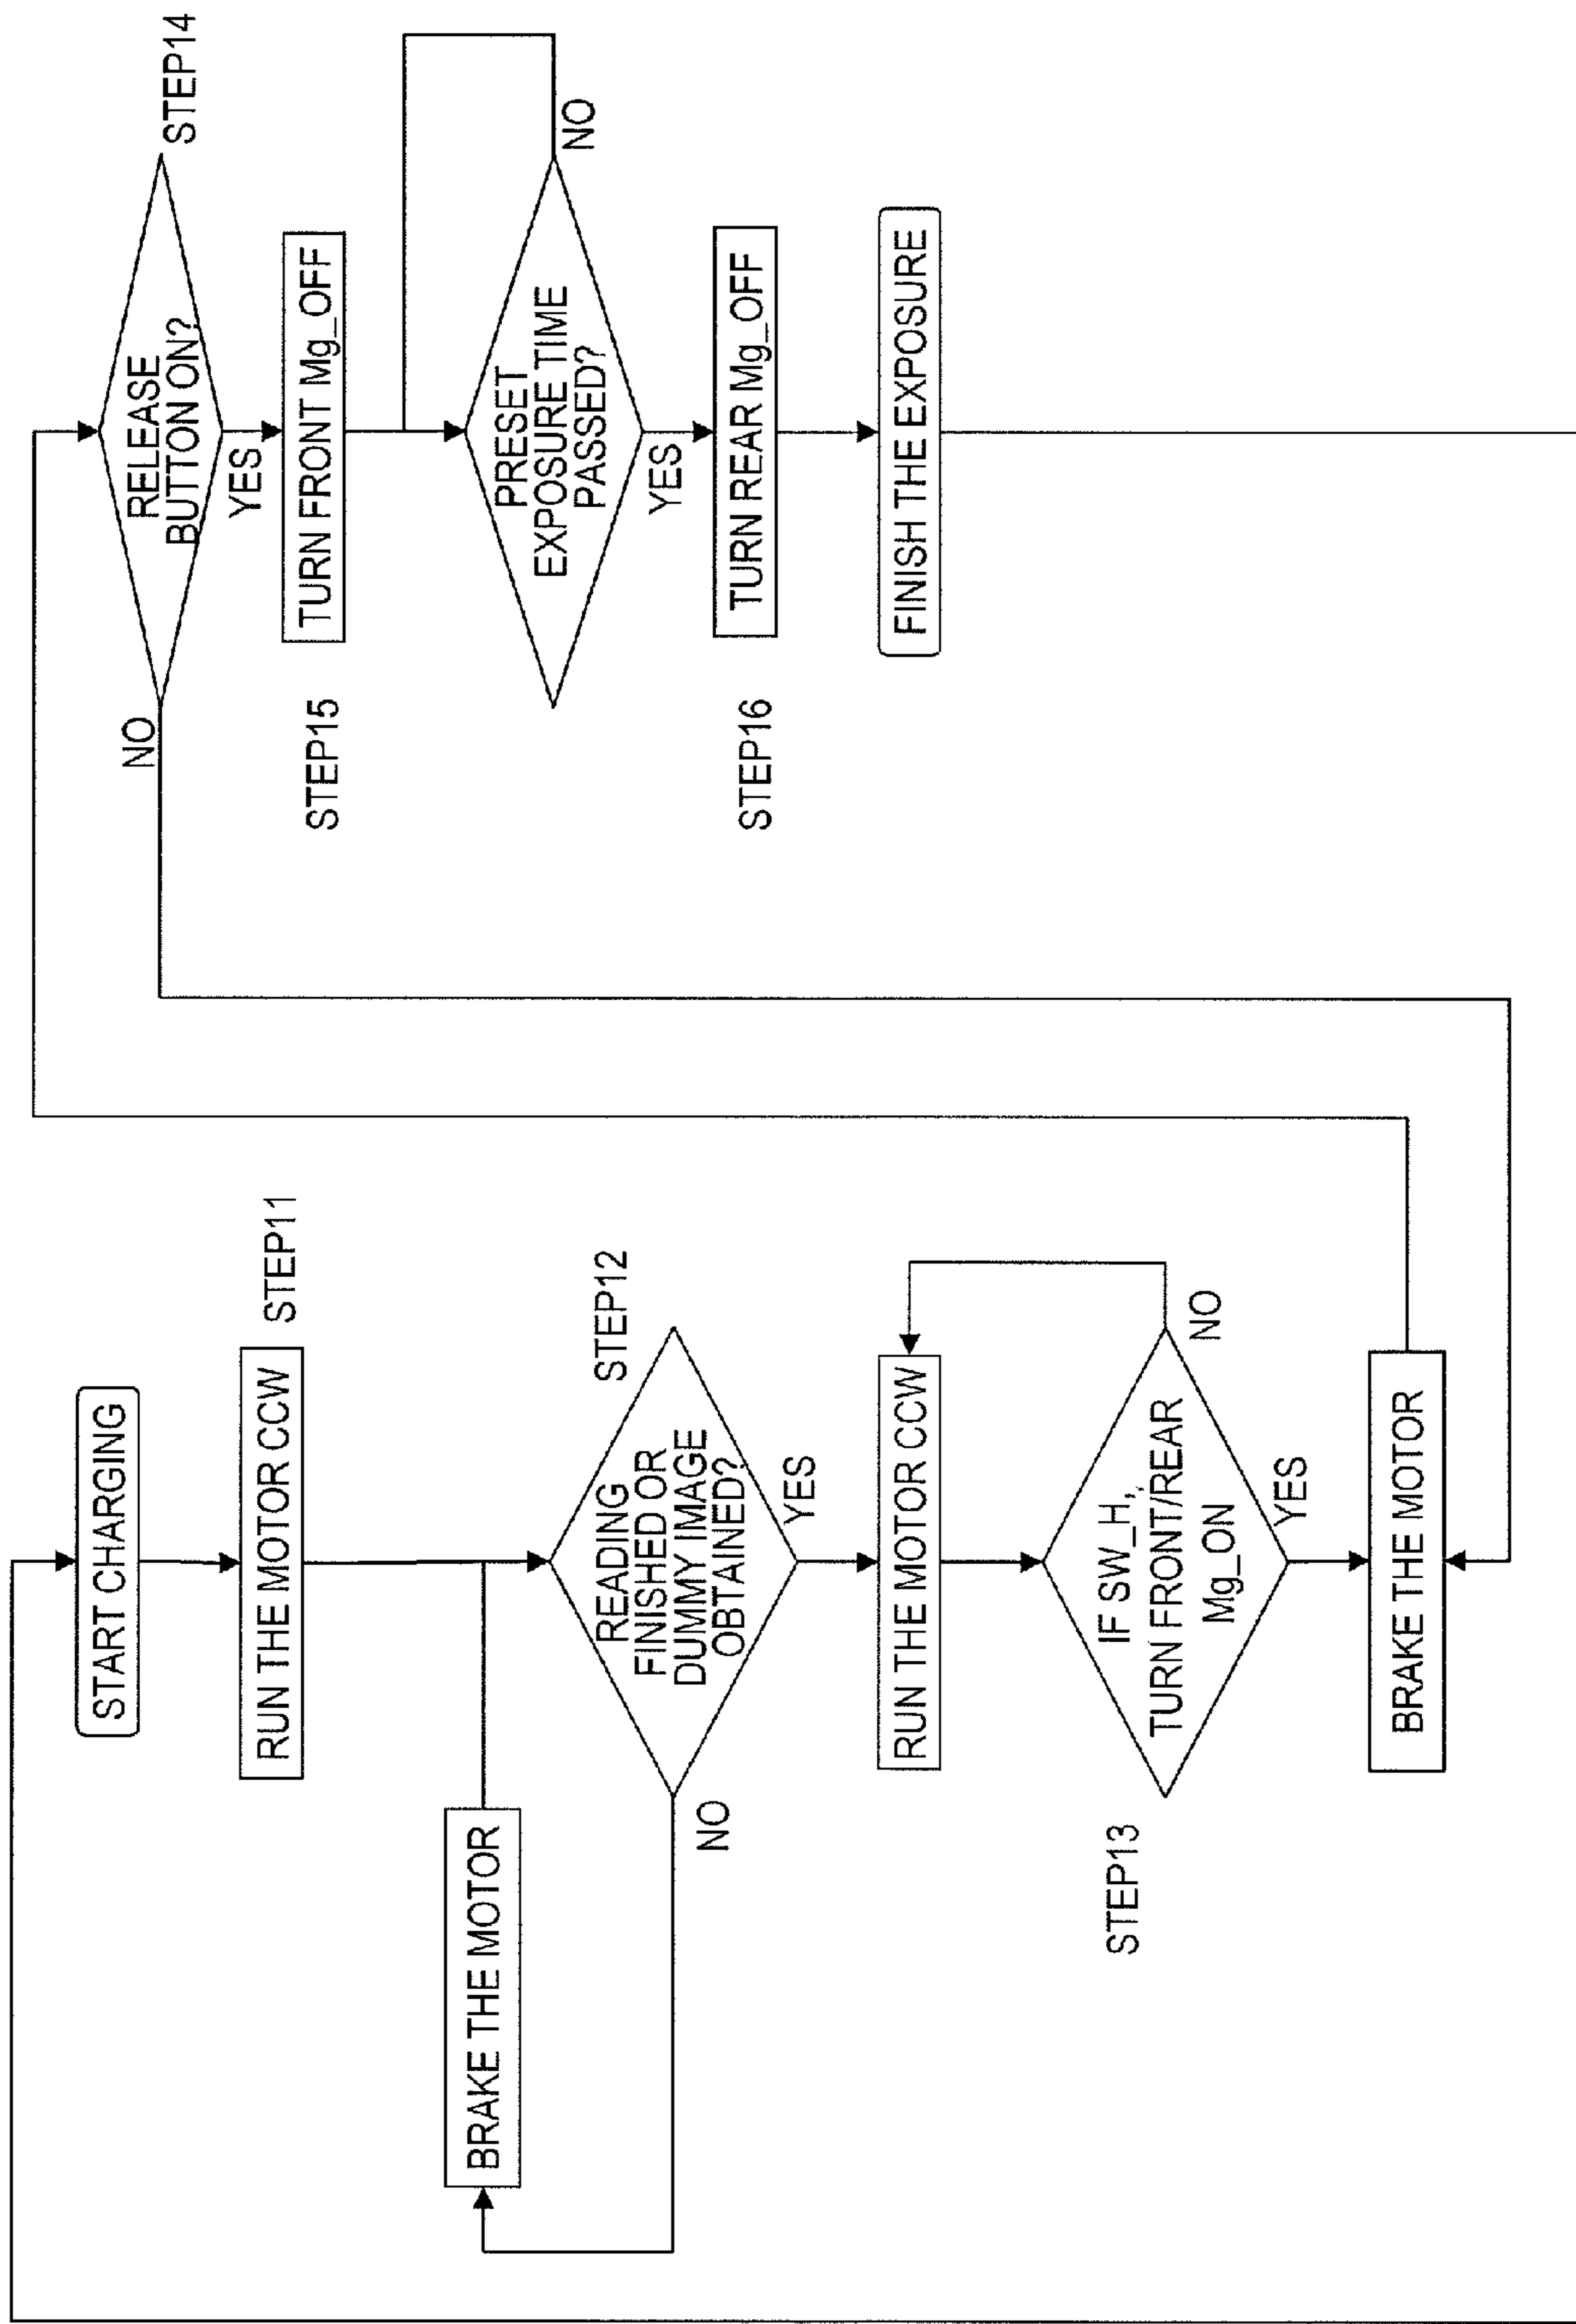 START CHARGING
RUN THE MOTOR CCW
STEP11
BRAKE THE MOTOR
READING
FINISHED OR
DUMMY IMAGE
OBTAINED?
STEP12
NO
YES
RUN THE MOTOR CCW
STEP13
IF SW_H,
TURN FRONT/REAR
Mg_ON
NO
YES
BRAKE THE MOTOR
RELEASE
BUTTON ON?
STEP14
NO
YES
STEP15
TURN FRONT Mg_OFF
PRESET
EXPOSURE TIME
PASSED?
NO
YES
STEP16
TURN REAR Mg_OFF
FINISH THE EXPOSURE